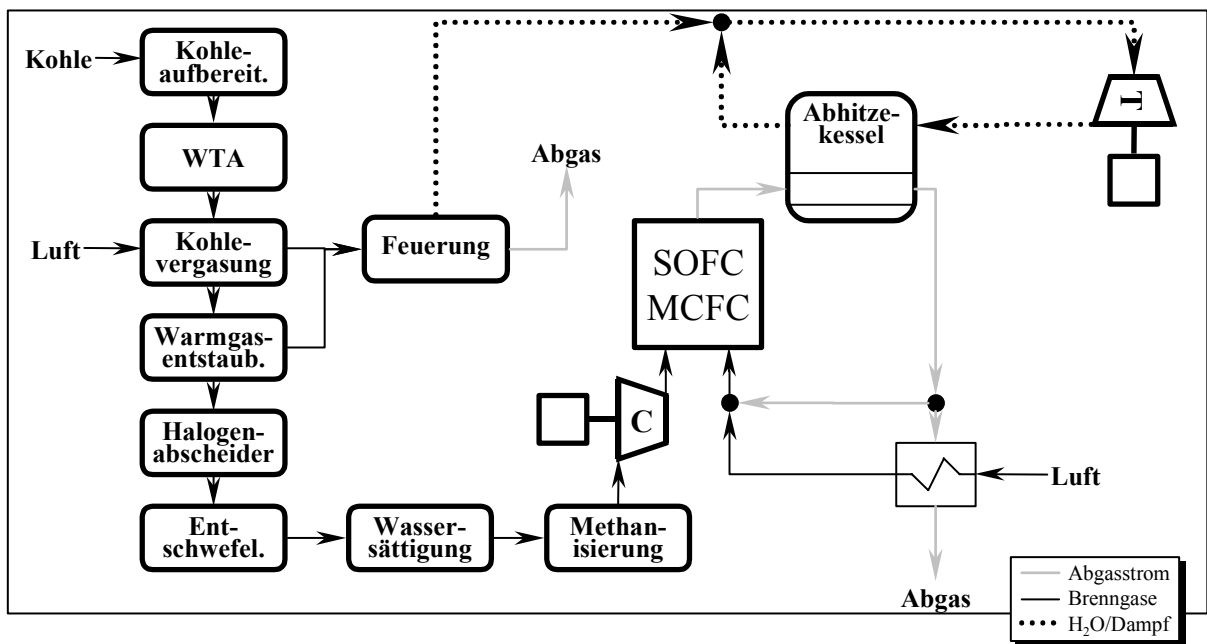 Kohle
Kohle-
aufbereit.
WTA
Luft
Kohle-
vergasung
Warmgas-
entstaub.
Halogen-
abscheider
Ent-
schwefel.
Wasser-
sättigung
Methan-
isierung
Feuerung
Abgas
C
SOFC
MCFC
Abhitze-
kessel
T
Luft
Abgas
Abgasstrom
Brenngase
H₂O/Dampf